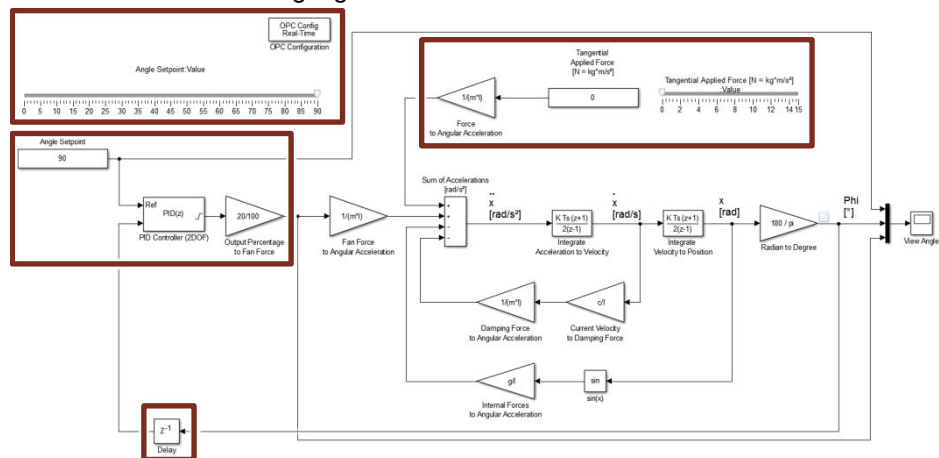 OPC Config
Real-Time
OPC Configuration
Angle Setpoint:Value
0 5 10 15 20 25 30 35 40 45 50 55 60 65 70 75 80 85 90
Tangential
Applied Force
[N = kg*m/s²]
0
1/(m*l)
Force
to Angular Acceleration
Tangential Applied Force [N = kg*m/s²]
:Value
0 2 4 6 8 10 12 14 15
Angle Setpoint
90
Ref
PID(z)
PID Controller (2DOF)
20/100
Output Percentage
to Fan Force
1/(m*l)
Fan Force
to Angular Acceleration
Sum of Accelerations
[rad/s²]
+
+
−
−
ẍ
[rad/s²]
K Ts (z+1)
2(z-1)
Integrate
Acceleration to Velocity
ẋ
[rad/s]
K Ts (z+1)
2(z-1)
Integrate
Velocity to Position
x
[rad]
180 / pi
Radian to Degree
Phi
[°]
View Angle
1/(m*l)
Damping Force
to Angular Acceleration
c/l
Current Velocity
to Damping Force
g/l
Internal Forces
to Angular Acceleration
sin
sin(x)
z-1
Delay